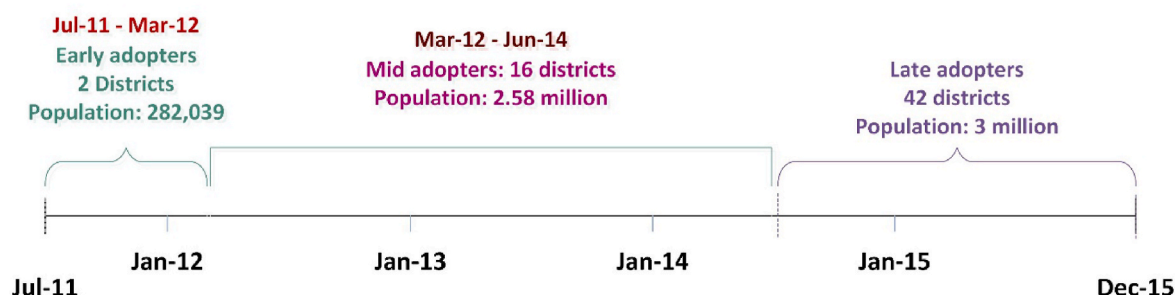 Jul-11 - Mar-12
Early adopters
2 Districts
Population: 282,039
Mar-12 - Jun-14
Mid adopters: 16 districts
Population: 2.58 million
Late adopters
42 districts
Population: 3 million
Jan-12
Jan-13
Jan-14
Jan-15
Jul-11
Dec-15